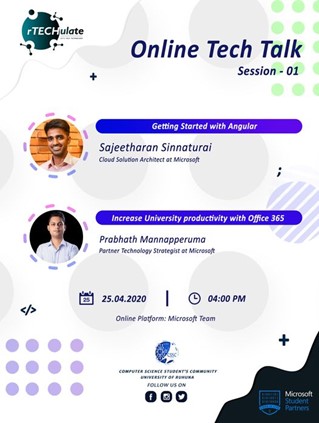 rTECHulate
Online Tech Talk
Session - 01
Getting Started with Angular
Sajeetharan Sinnaturai
Cloud Solution Architect at Microsoft
;
Increase University productivity with Office 365
Prabhath Mannapperuma
Partner Technology Strategist at Microsoft
25 25.04.2020 | 04:00 PM
</>
Online Platform: Microsoft Team
COMPUTER SCIENCE STUDENT'S COMMUNITY
UNIVERSITY OF RUHUNA
FOLLOW US ON
Microsoft
Student
Partners